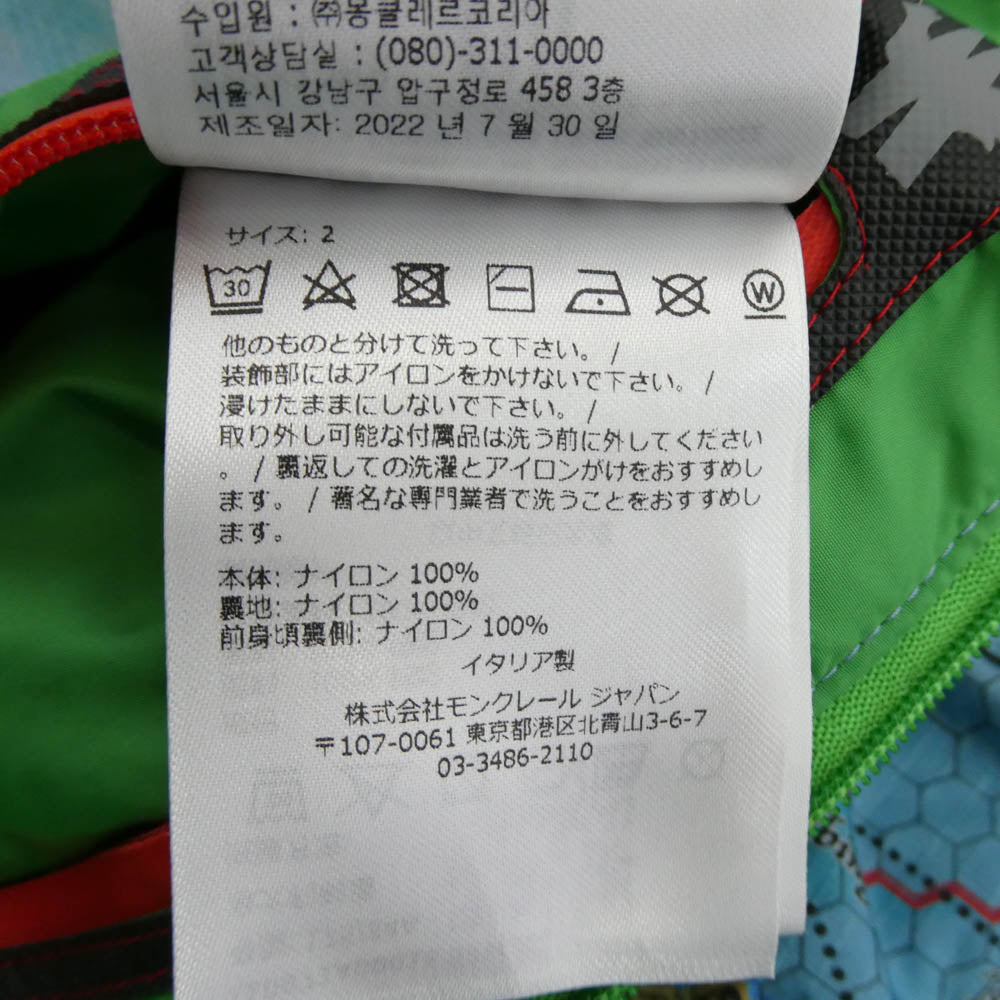 수입원 : ㈜몽클레르코리아
고객상담실 : (080)-311-0000
서울시 강남구 압구정로 458 3층
제조일자: 2022 년 7 월 30 일
サイズ: 2
30
W
他のものと分けて洗って下さい。 /
装飾部にはアイロンをかけないで下さい。 /
浸けたままにしないで下さい。 /
取り外し可能な付属品は洗う前に外してください
。 / 裏返しての洗濯とアイロンがけをおすすめし
ます。 / 著名な専門業者で洗うことをおすすめし
ます。
本体: ナイロン 100%
裏地: ナイロン 100%
前身頃裏側: ナイロン 100%
イタリア製
株式会社モンクレール ジャパン
〒107-0061 東京都港区北青山3-6-7
03-3486-2110